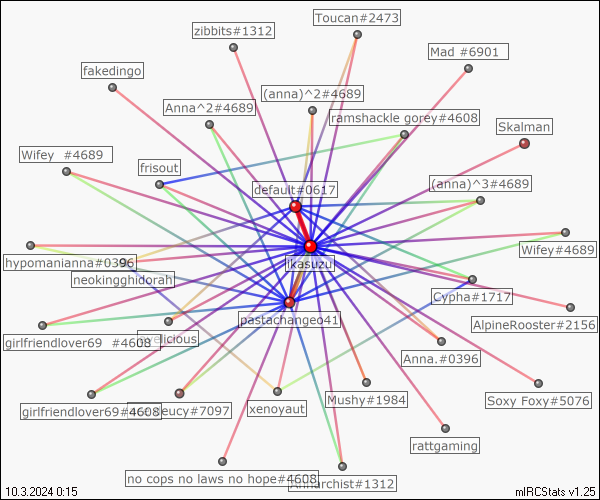 Toucan#2473
zibbits#1312
Mad #6901
fakedingo
(anna)^2#4689
Anna^2#4689
ramshackle gorey#4608
Skalman
Wifey #4689
frisout
default#0617
(anna)^3#4689
Wifey#4689
hypomanianna#0396
ikasuzu
neokingghidorah
Cypha#1717
pastachangeo41
AlpineRooster#2156
girlfriendlover69 #4608
elicious
Anna.#0396
Mushy#1984
Soxy Foxy#5076
girlfriendlover69#4608
eucy#7097
xenoyaut
rattgaming
no cops no laws no hope#4608
narchist#1312
10.3.2024 0:15
mIRCStats v1.25